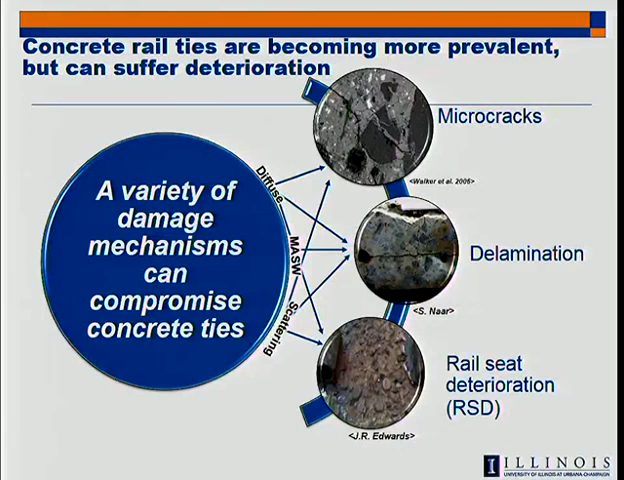 Concrete rail ties are becoming more prevalent,
but can suffer deterioration
A variety of
damage
mechanisms
can
compromise
concrete ties
Diffuse
MASW
Scattering
Microcracks
<Walker et al. 2006>
Delamination
<S. Naar>
Rail seat
deterioration
(RSD)
<J.R. Edwards>
I ILLINOIS
UNIVERSITY OF ILLINOIS AT URBANA-CHAMPAIGN